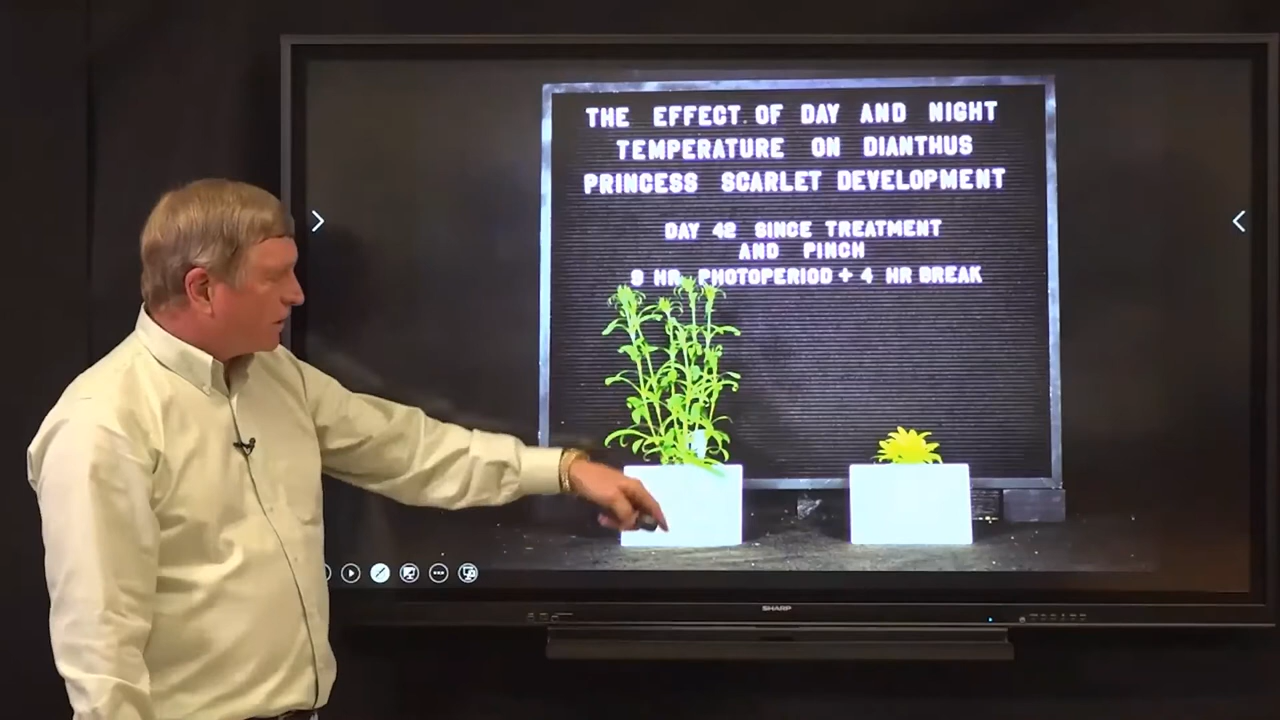 THE EFFECT OF DAY AND NIGHT
TEMPERATURE ON DIANTHUS
PRINCESS SCARLET DEVELOPMENT
DAY 42 SINCE TREATMENT
AND PINCH
9 HR PHOTOPERIOD + 4 HR BREAK
SHARP